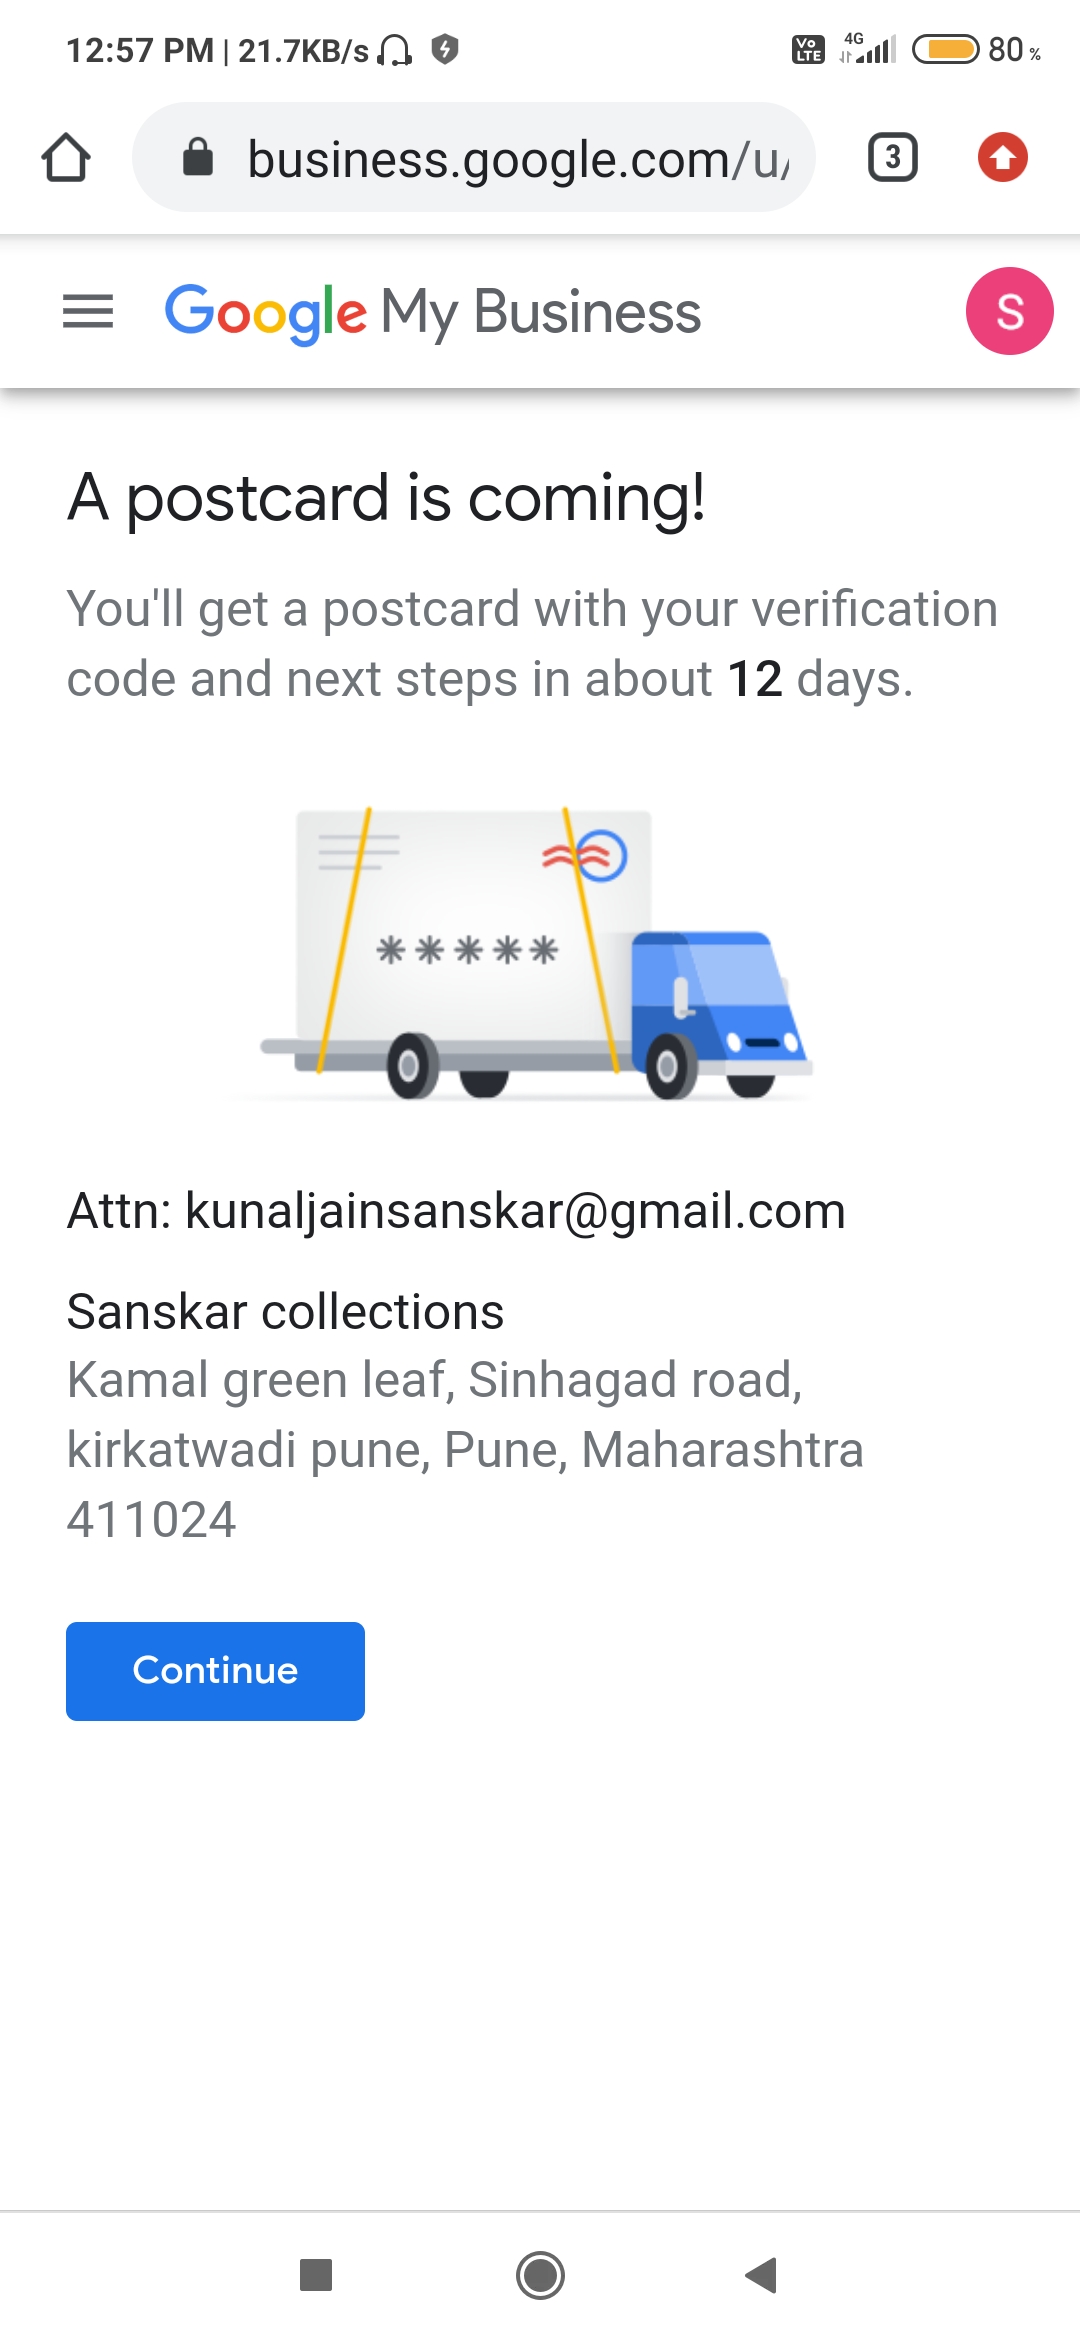 12:57 PM | 21.7KB/s
Vo LTE 4G 80 %
business.google.com/u/
3
Google My Business
S
A postcard is coming!
You'll get a postcard with your verification
code and next steps in about 12 days.
*****
Attn: kunaljainsanskar@gmail.com
Sanskar collections
Kamal green leaf, Sinhagad road,
kirkatwadi pune, Pune, Maharashtra
411024
Continue